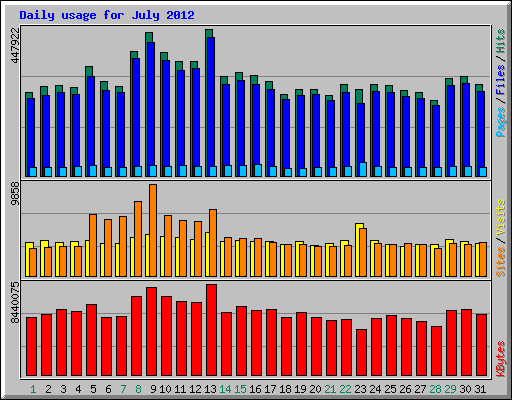 Daily usage for July 2012
447922
Pages / Files / Hits
9858
Sites / Visits
8440075
KBytes
1 2 3 4 5 6 7 8 9 10 11 12 13 14 15 16 17 18 19 20 21 22 23 24 25 26 27 28 29 30 31